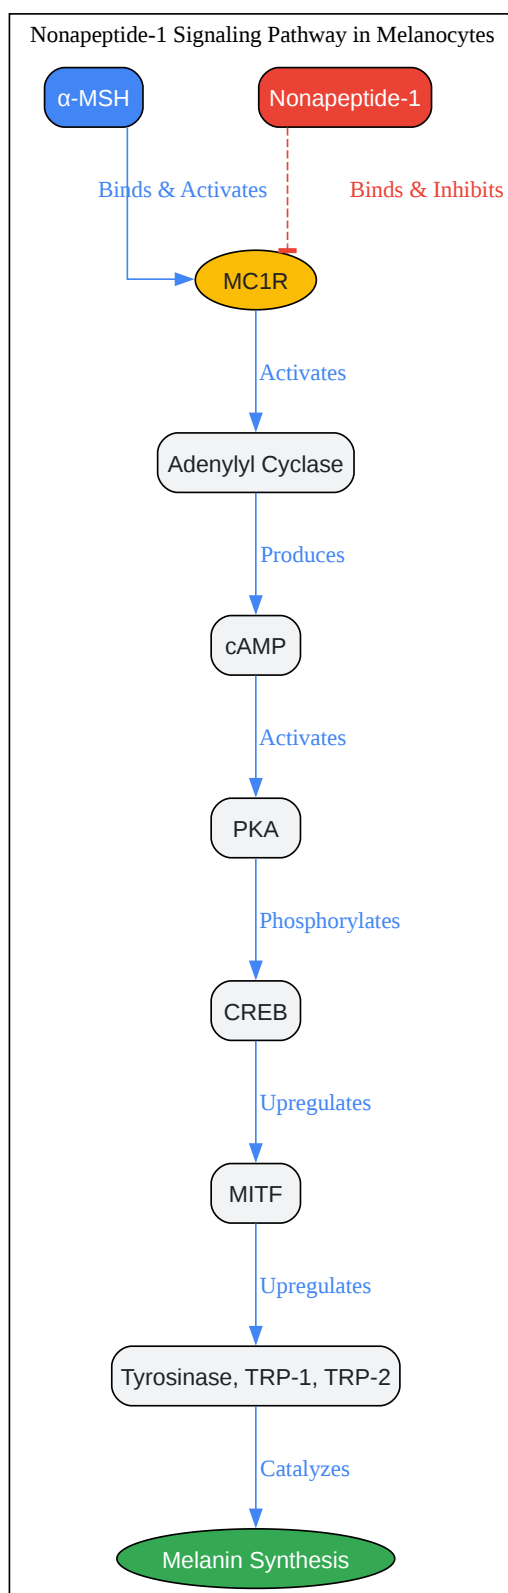 Nonapeptide-1 Signaling Pathway in Melanocytes
α-MSH
Nonapeptide-1
Binds & Activates
Binds & Inhibits
MC1R
Activates
Adenylyl Cyclase
Produces
cAMP
Activates
PKA
Phosphorylates
CREB
Upregulates
MITF
Upregulates
Tyrosinase, TRP-1, TRP-2
Catalyzes
Melanin Synthesis